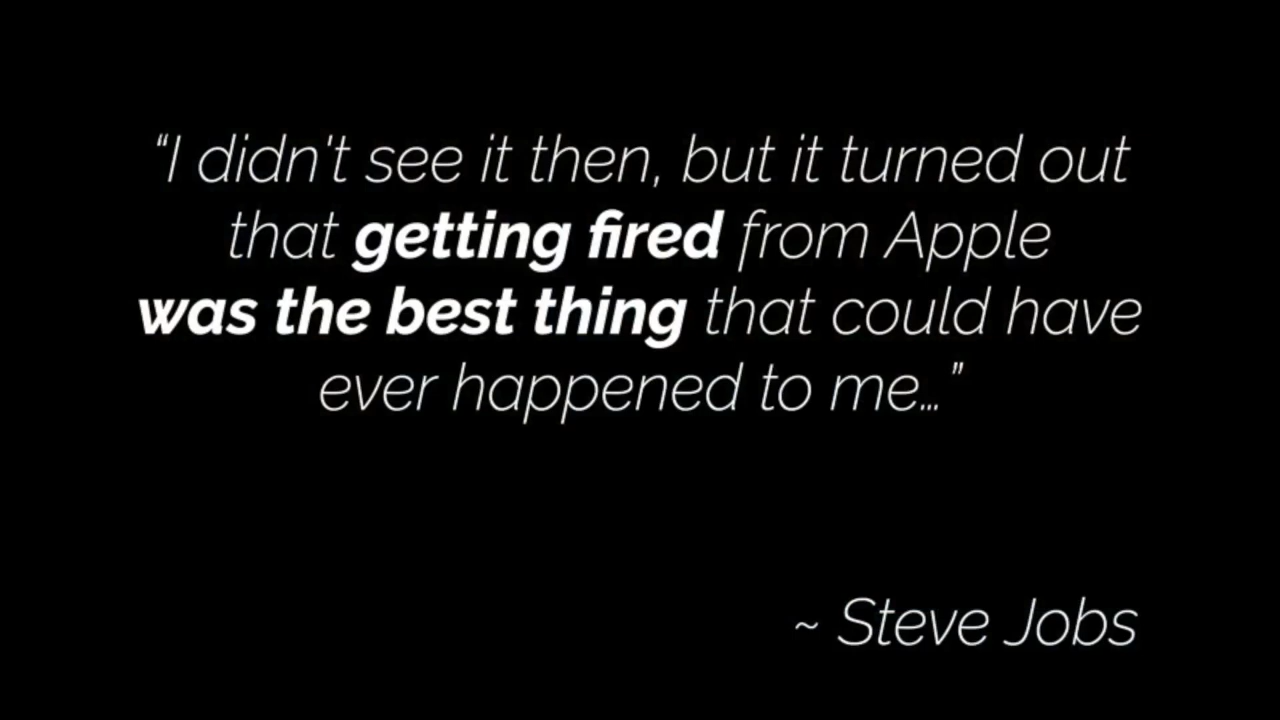 “I didn't see it then, but it turned out
that getting fired from Apple
was the best thing that could have
ever happened to me…”
~ Steve Jobs